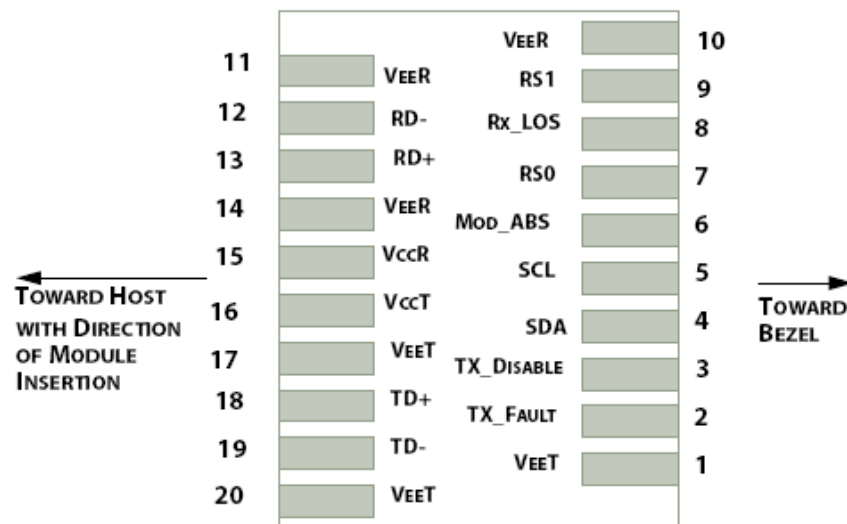 11 VEER
12 RD-
13 RD+
14 VEER
15 VCCR
16 VCCT
17 VEET
18 TD+
19 TD-
20 VEET
VEER 10
RS1 9
RX_LOS 8
RS0 7
MOD_ABS 6
SCL 5
SDA 4
TX_DISABLE 3
TX_FAULT 2
VEET 1
TOWARD HOST
WITH DIRECTION
OF MODULE
INSERTION
TOWARD
BEZEL